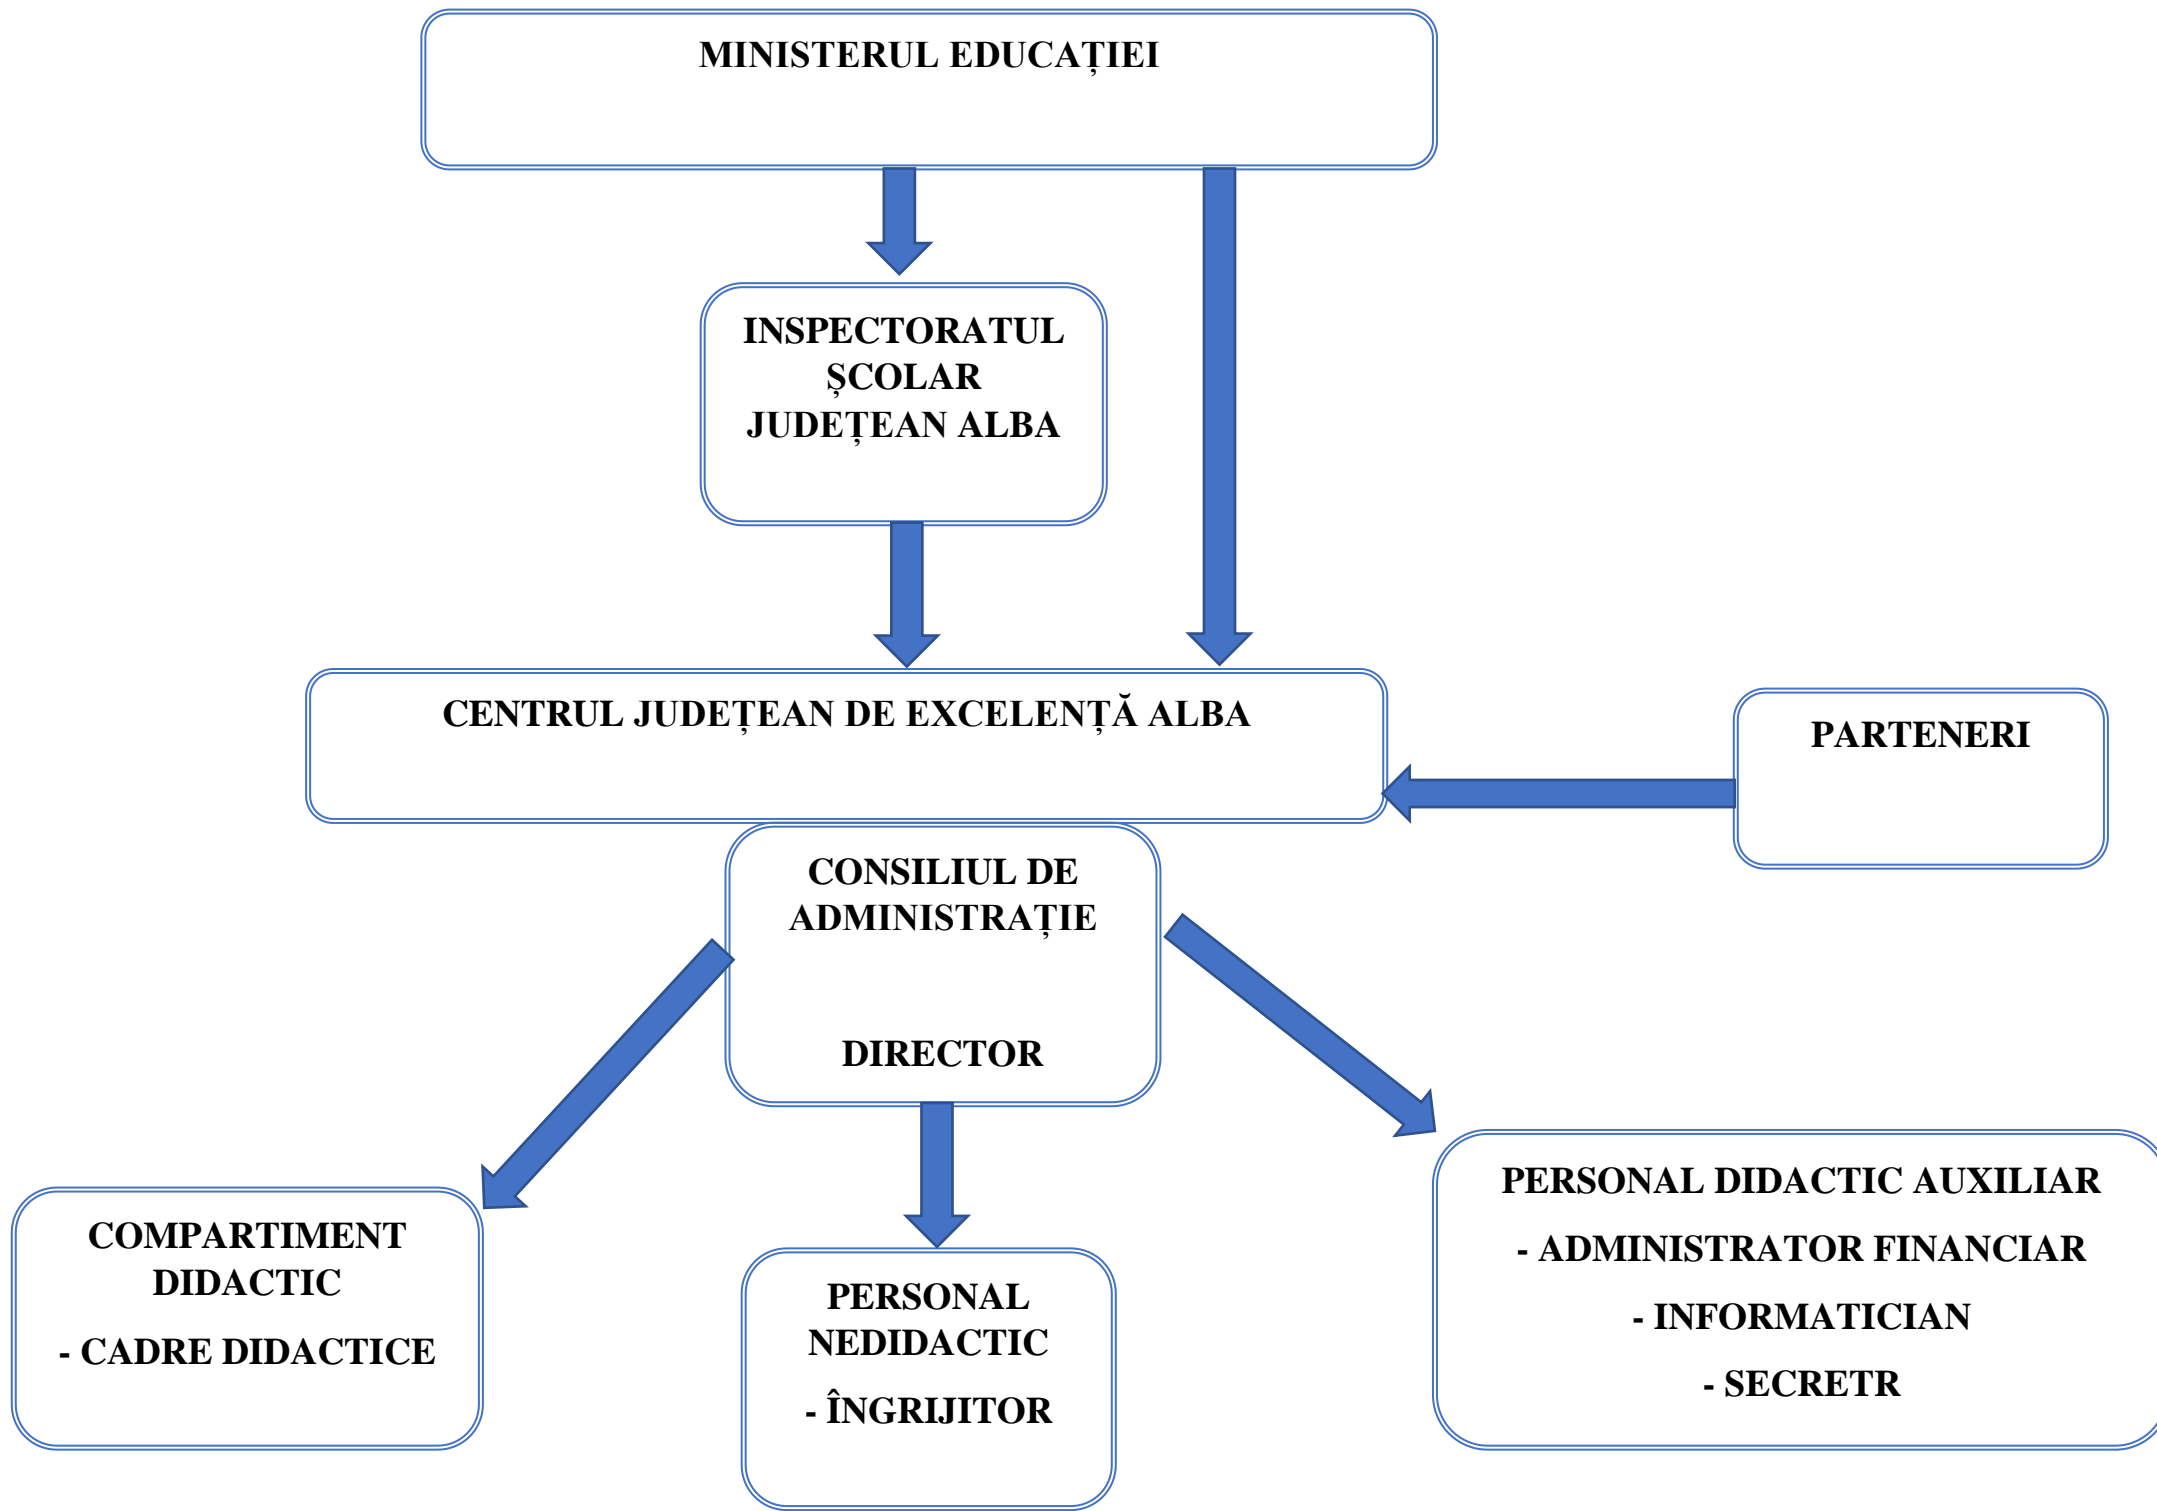 MINISTERUL EDUCAȚIEI
INSPECTORATUL
ȘCOLAR
JUDEȚEAN ALBA
CENTRUL JUDEȚEAN DE EXCELENȚĂ ALBA
PARTENERI
CONSILIUL DE
ADMINISTRAȚIE
DIRECTOR
COMPARTIMENT
DIDACTIC
- CADRE DIDACTICE
PERSONAL
NEDIDACTIC
- ÎNGRIJITOR
PERSONAL DIDACTIC AUXILIAR
- ADMINISTRATOR FINANCIAR
- INFORMATICIAN
- SECRETR